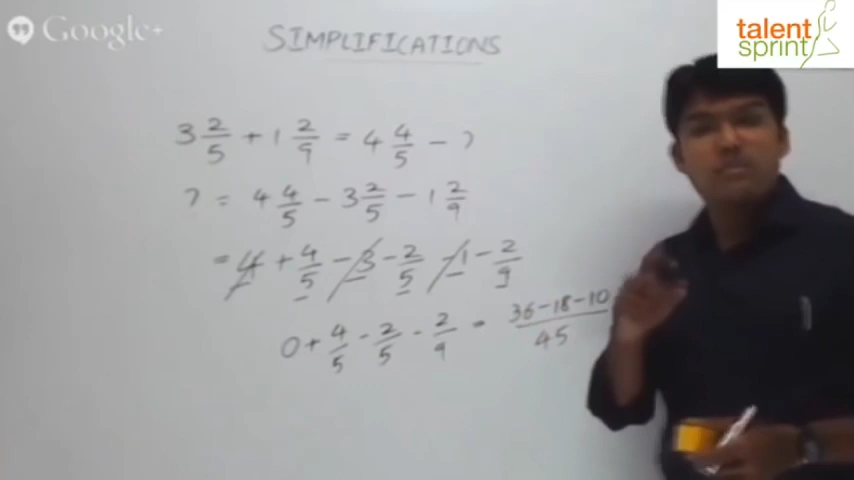 Google+
talent
sprint
SIMPLIFICATIONS
3 2/5 + 1 2/9 = 4 4/5 - ?
? = 4 4/5 - 3 2/5 - 1 2/9
= 4 + 4/5 - 3 - 2/5 - 1 - 2/9
0 + 4/5 - 2/5 - 2/9 = 36-18-10/45